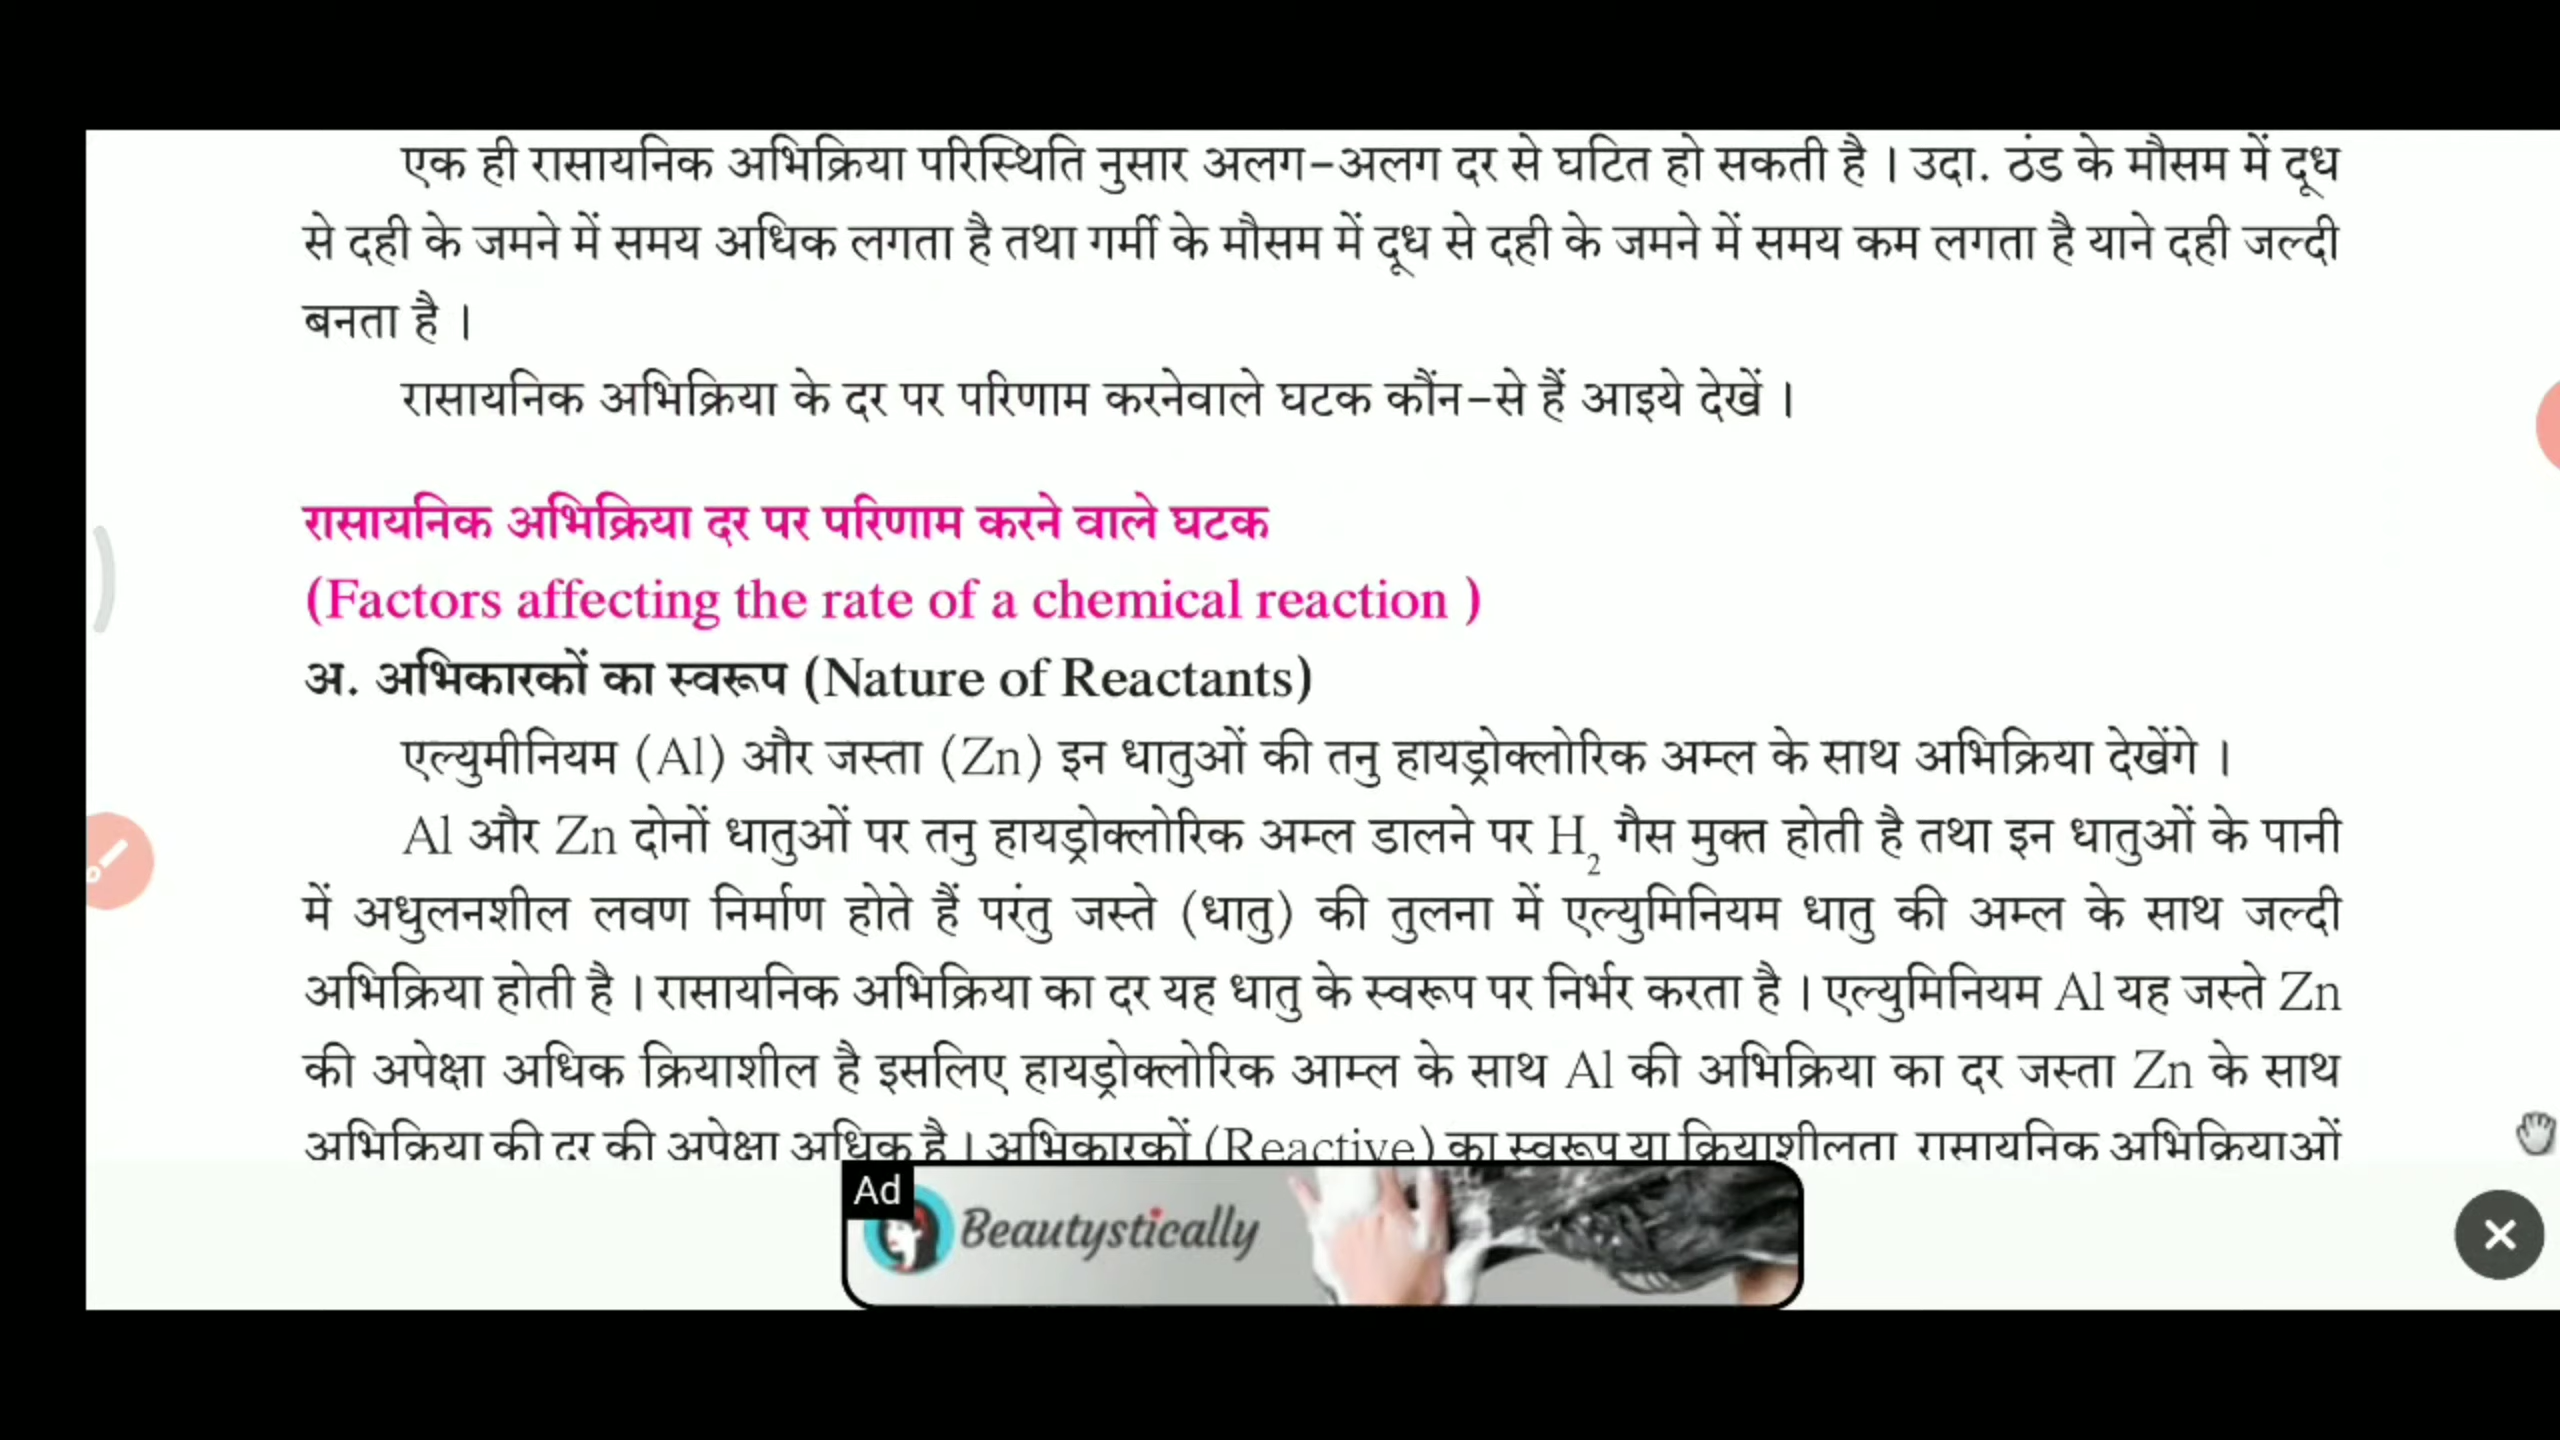 एक ही रासायनिक अभिक्रिया परिस्थिति नुसार अलग-अलग दर से घटित हो सकती है । उदा. ठंड के मौसम में दूध
से दही के जमने में समय अधिक लगता है तथा गर्मी के मौसम में दूध से दही के जमने में समय कम लगता है याने दही जल्दी
बनता है ।
रासायनिक अभिक्रिया के दर पर परिणाम करनेवाले घटक कौंन-से हैं आइये देखें ।
रासायनिक अभिक्रिया दर पर परिणाम करने वाले घटक
(Factors affecting the rate of a chemical reaction )
अ. अभिकारकों का स्वरूप (Nature of Reactants)
एल्युमीनियम (Al) और जस्ता (Zn) इन धातुओं की तनु हायड्रोक्लोरिक अम्ल के साथ अभिक्रिया देखेंगे ।
Al और Zn दोनों धातुओं पर तनु हायड्रोक्लोरिक अम्ल डालने पर H₂ गैस मुक्त होती है तथा इन धातुओं के पानी
में अधुलनशील लवण निर्माण होते हैं परंतु जस्ते (धातु) की तुलना में एल्युमिनियम धातु की अम्ल के साथ जल्दी
अभिक्रिया होती है । रासायनिक अभिक्रिया का दर यह धातु के स्वरूप पर निर्भर करता है । एल्युमिनियम Al यह जस्ते Zn
की अपेक्षा अधिक क्रियाशील है इसलिए हायड्रोक्लोरिक आम्ल के साथ Al की अभिक्रिया का दर जस्ता Zn के साथ
अभिक्रिया की दर की अपेक्षा अधिक है । अभिकारकों (Reactive) का स्वरूप या क्रियाशीलता रासायनिक अभिक्रियाओं
Ad
Beautystically